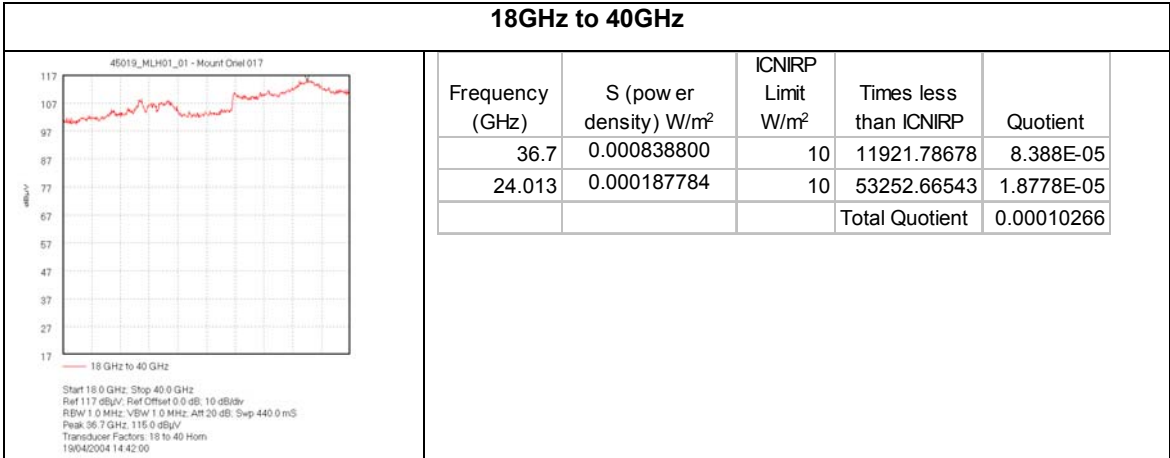 18GHz to 40GHz
45019_MLH01_01 - Mount Oriel 017
117
107
97
87
77
67
57
47
37
27
17
dBµV
18 GHz to 40 GHz
Start 18.0 GHz; Stop 40.0 GHz
Ref 117 dBµV; Ref Offset 0.0 dB; 10 dB/div
RBW 1.0 MHz; VBW 1.0 MHz; Att 20 dB; Swp 440.0 mS
Peak 36.7 GHz, 115.0 dBµV
Transducer Factors: 18 to 40 Horn
19/04/2004 14:42:00
Frequency (GHz) S (pow er density) W/m² ICNIRP Limit W/m² Times less than ICNIRP Quotient
36.7 0.000838800 10 11921.78678 8.388E-05
24.013 0.000187784 10 53252.66543 1.8778E-05
Total Quotient 0.00010266